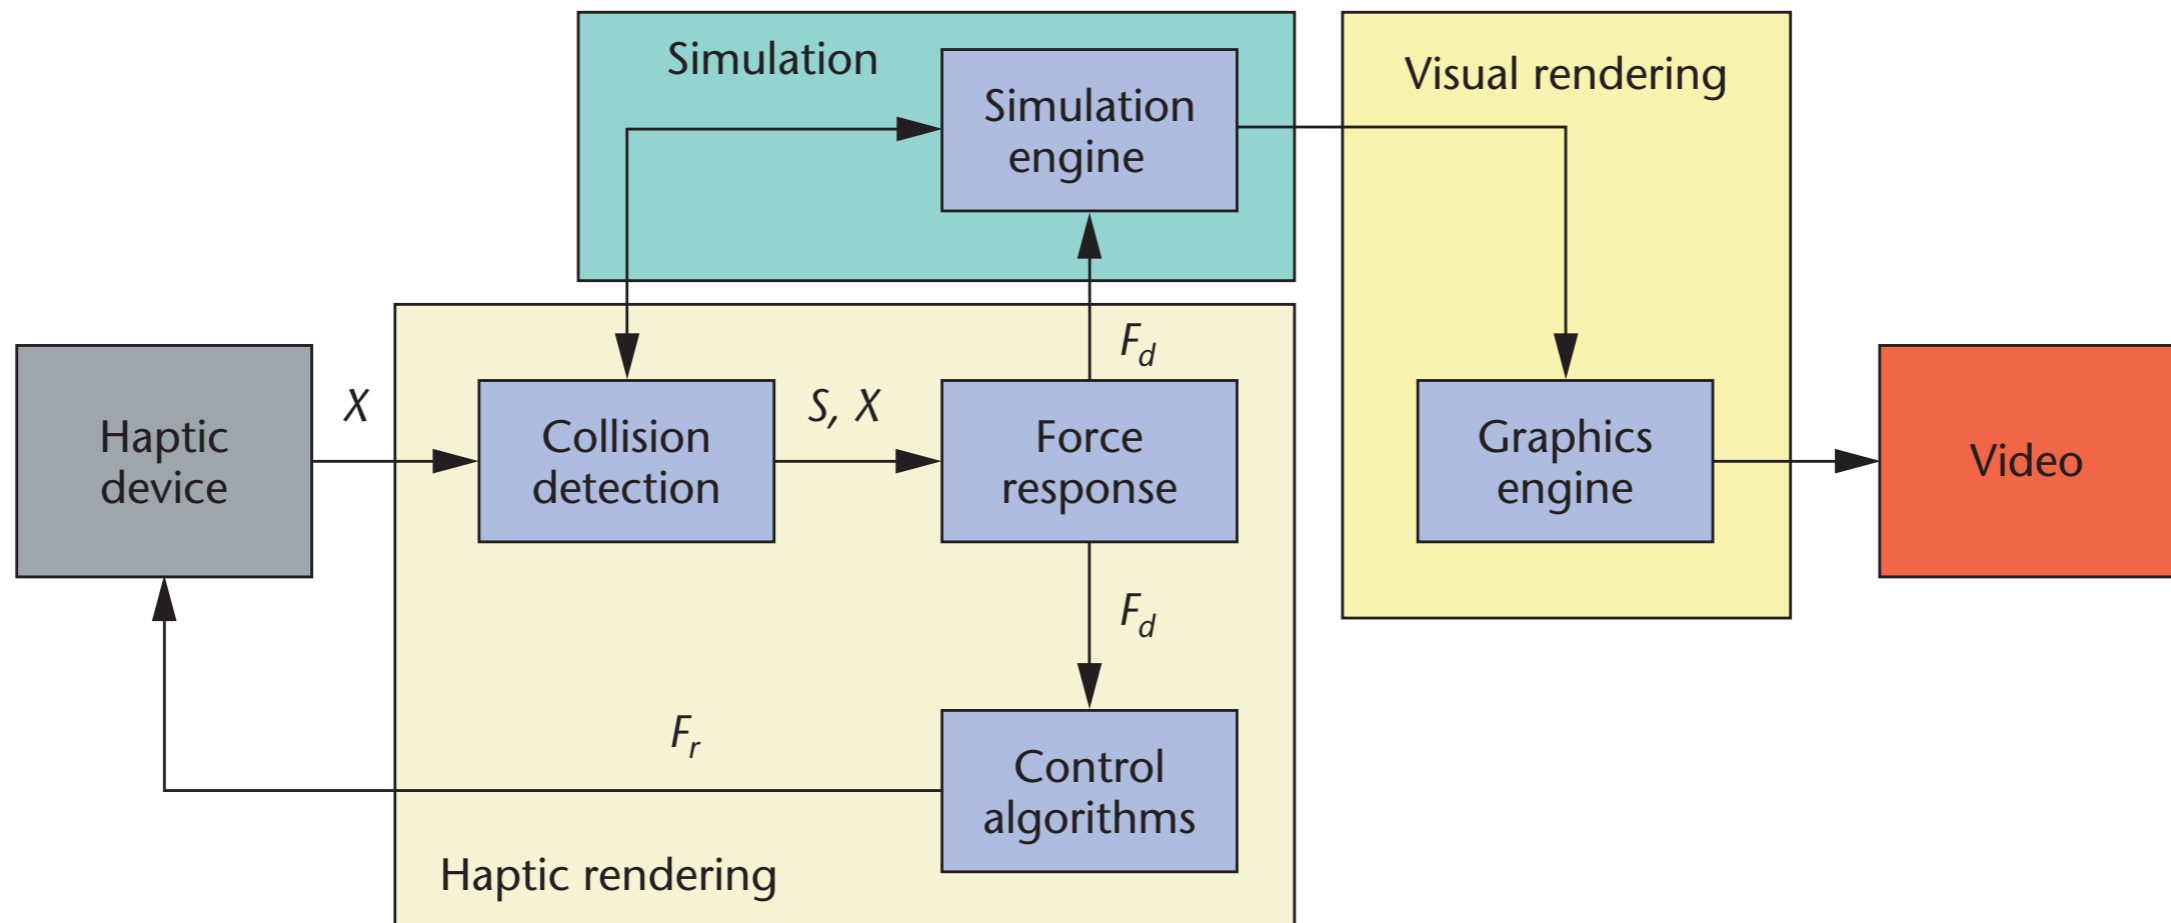 Simulation
Simulation
engine
Visual rendering
Haptic
device
X
Collision
detection
S, X
F_d
Force
response
Graphics
engine
Video
F_d
F_r
Control
algorithms
Haptic rendering